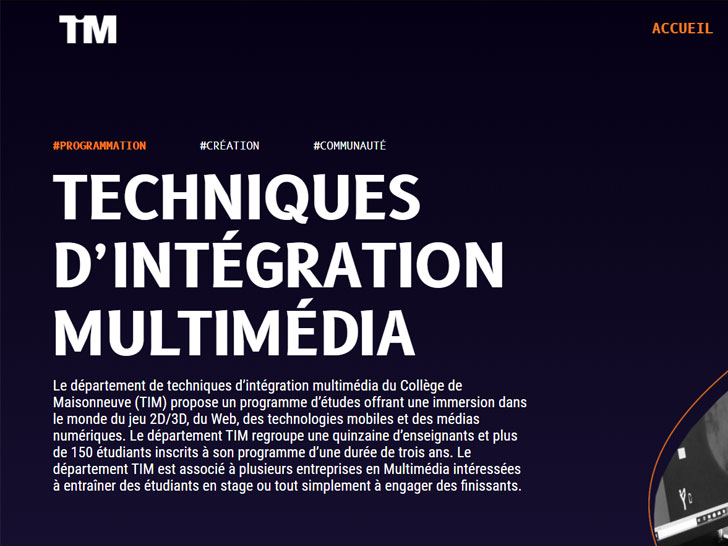 TiM
ACCUEIL
#PROGRAMMATION #CRÉATION #COMMUNAUTÉ
TECHNIQUES
D’INTÉGRATION
MULTIMÉDIA
Le département de techniques d’intégration multimédia du Collège de
Maisonneuve (TIM) propose un programme d’études offrant une immersion dans
le monde du jeu 2D/3D, du Web, des technologies mobiles et des médias
numériques. Le département TIM regroupe une quinzaine d’enseignants et plus
de 150 étudiants inscrits à son programme d’une durée de trois ans. Le
département TIM est associé à plusieurs entreprises en Multimédia intéressées
à entraîner des étudiants en stage ou tout simplement à engager des finissants.